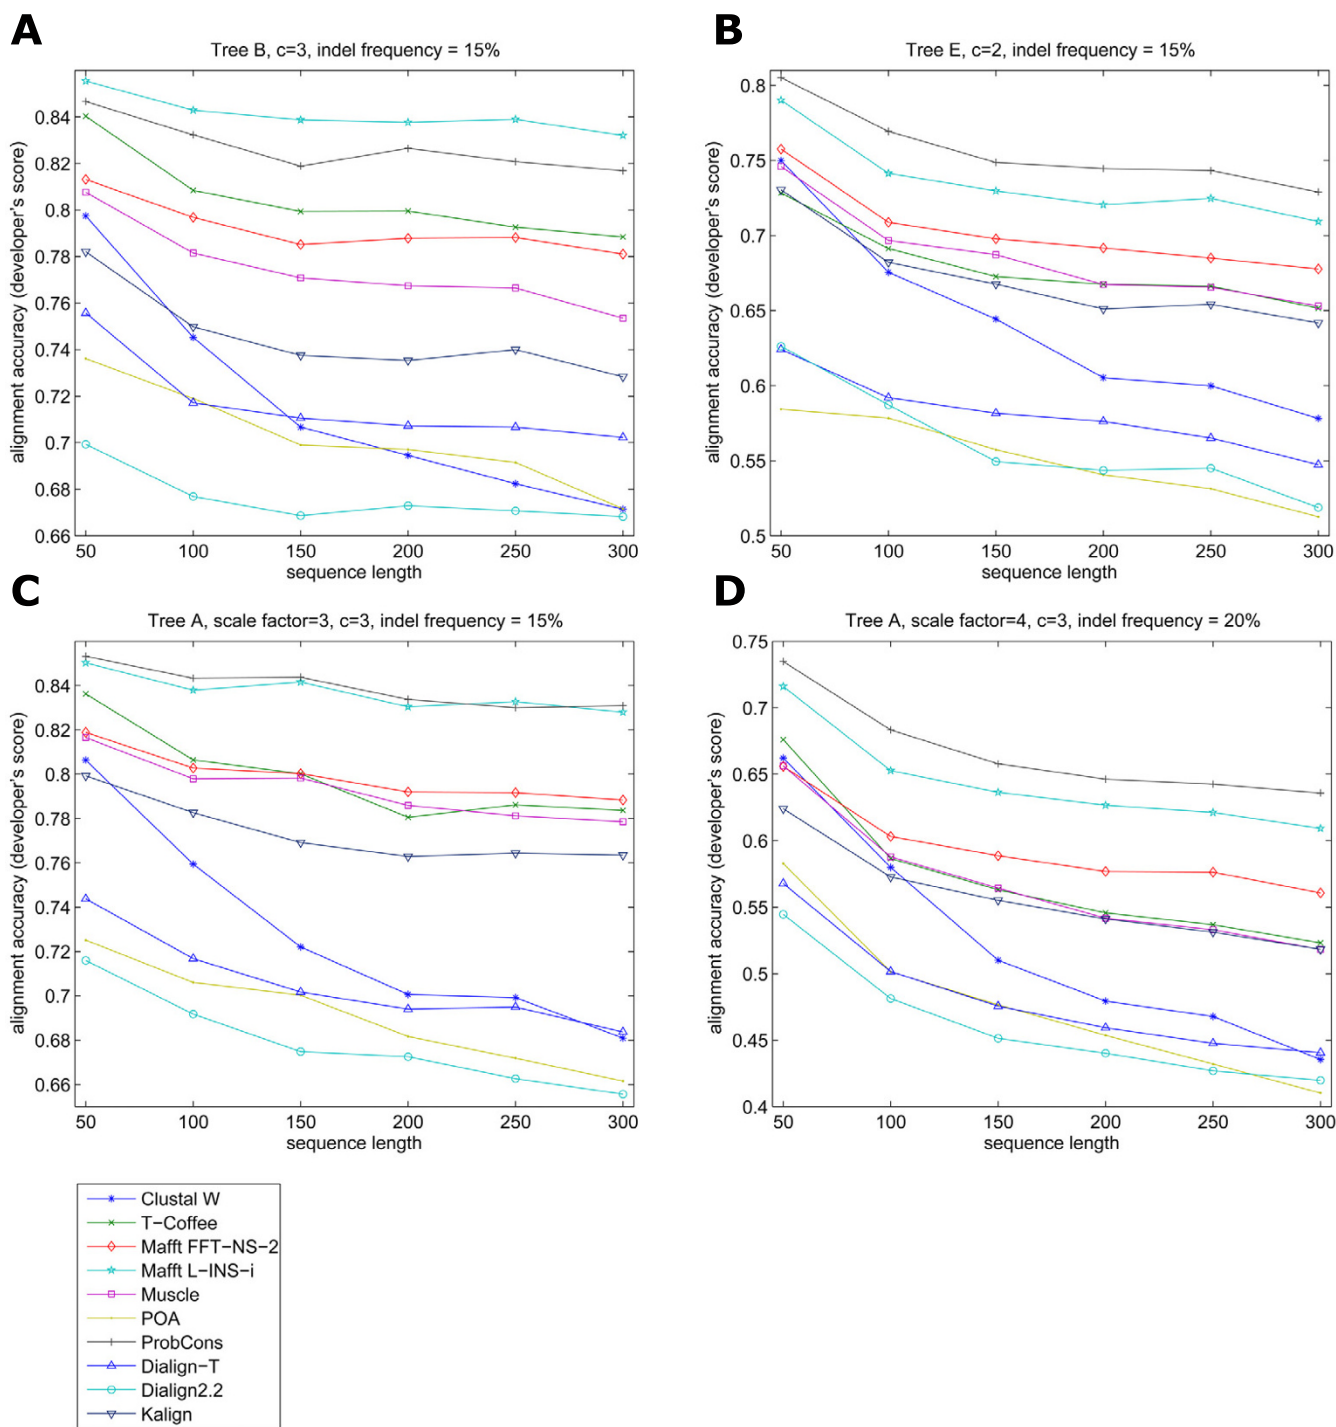 A
Tree B, c=3, indel frequency = 15%
alignment accuracy (developer's score)
0.84
0.82
0.8
0.78
0.76
0.74
0.72
0.7
0.68
0.66
50 100 150 200 250 300
sequence length
B
Tree E, c=2, indel frequency = 15%
alignment accuracy (developer's score)
0.8
0.75
0.7
0.65
0.6
0.55
0.5
50 100 150 200 250 300
sequence length
C
Tree A, scale factor=3, c=3, indel frequency = 15%
alignment accuracy (developer's score)
0.84
0.82
0.8
0.78
0.76
0.74
0.72
0.7
0.68
0.66
50 100 150 200 250 300
sequence length
D
Tree A, scale factor=4, c=3, indel frequency = 20%
alignment accuracy (developer's score)
0.75
0.7
0.65
0.6
0.55
0.5
0.45
0.4
50 100 150 200 250 300
sequence length
Clustal W
T−Coffee
Mafft FFT−NS−2
Mafft L−INS−i
Muscle
POA
ProbCons
Dialign−T
Dialign2.2
Kalign